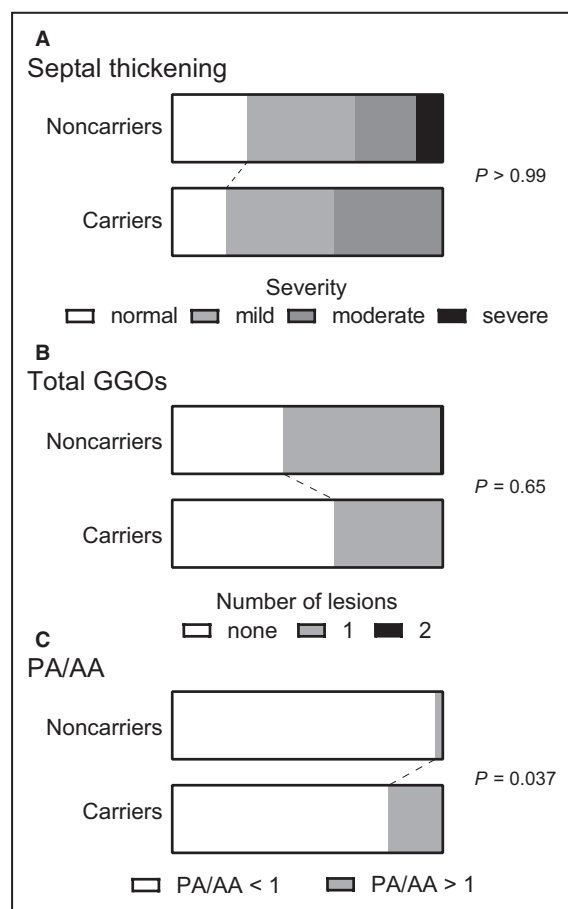 A
Septal thickening
Noncarriers
P > 0.99
Carriers
Severity
normal mild moderate severe
B
Total GGOs
Noncarriers
P = 0.65
Carriers
Number of lesions
none 1 2
C
PA/AA
Noncarriers
P = 0.037
Carriers
PA/AA < 1 PA/AA > 1